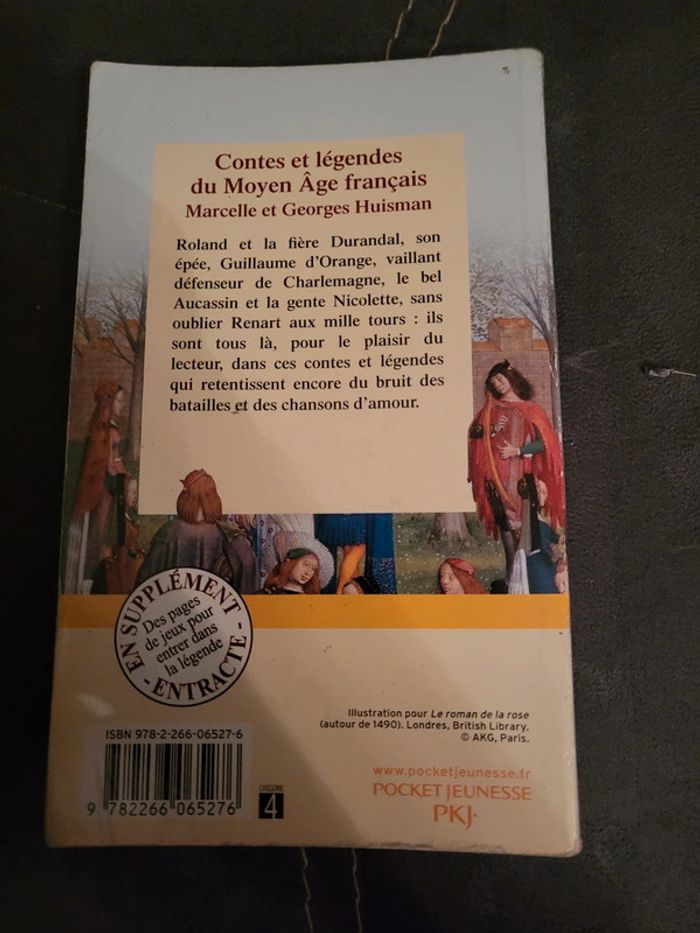 Contes et légendes
du Moyen Âge français
Marcelle et Georges Huisman
Roland et la fière Durandal, son
épée, Guillaume d'Orange, vaillant
défenseur de Charlemagne, le bel
Aucassin et la gente Nicolette, sans
oublier Renart aux mille tours : ils
sont tous là, pour le plaisir du
lecteur, dans ces contes et légendes
qui retentissent encore du bruit des
batailles et des chansons d'amour.
EN SUPPLÉMENT
Des pages
de jeux pour
entrer dans
la légende
- ENTRACTE -
Illustration pour Le roman de la rose
(autour de 1490). Londres, British Library.
© AKG, Paris.
ISBN 978-2-266-06527-6
9 782266 065276
CATÉGORIE
4
www.pocketjeunesse.fr
POCKET JEUNESSE
PKJ·